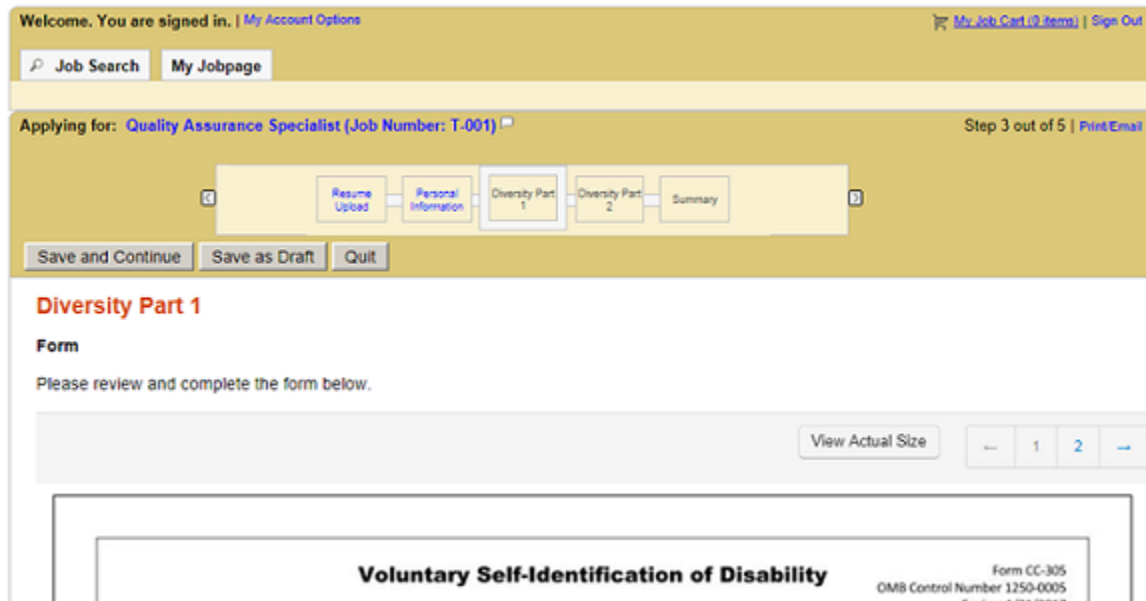 Welcome. You are signed in. | My Account Options
My Job Cart (0 items) | Sign Out
Job Search My Jobpage
Applying for: Quality Assurance Specialist (Job Number: T-001)
Step 3 out of 5 | Print/Email
Resume Upload
Personal Information
Diversity Part 1
Diversity Part 2
Summary
Save and Continue Save as Draft Quit
Diversity Part 1
Form
Please review and complete the form below.
View Actual Size ← 1 2 →
Voluntary Self-Identification of Disability
Form CC-305
OMB Control Number 1250-0005